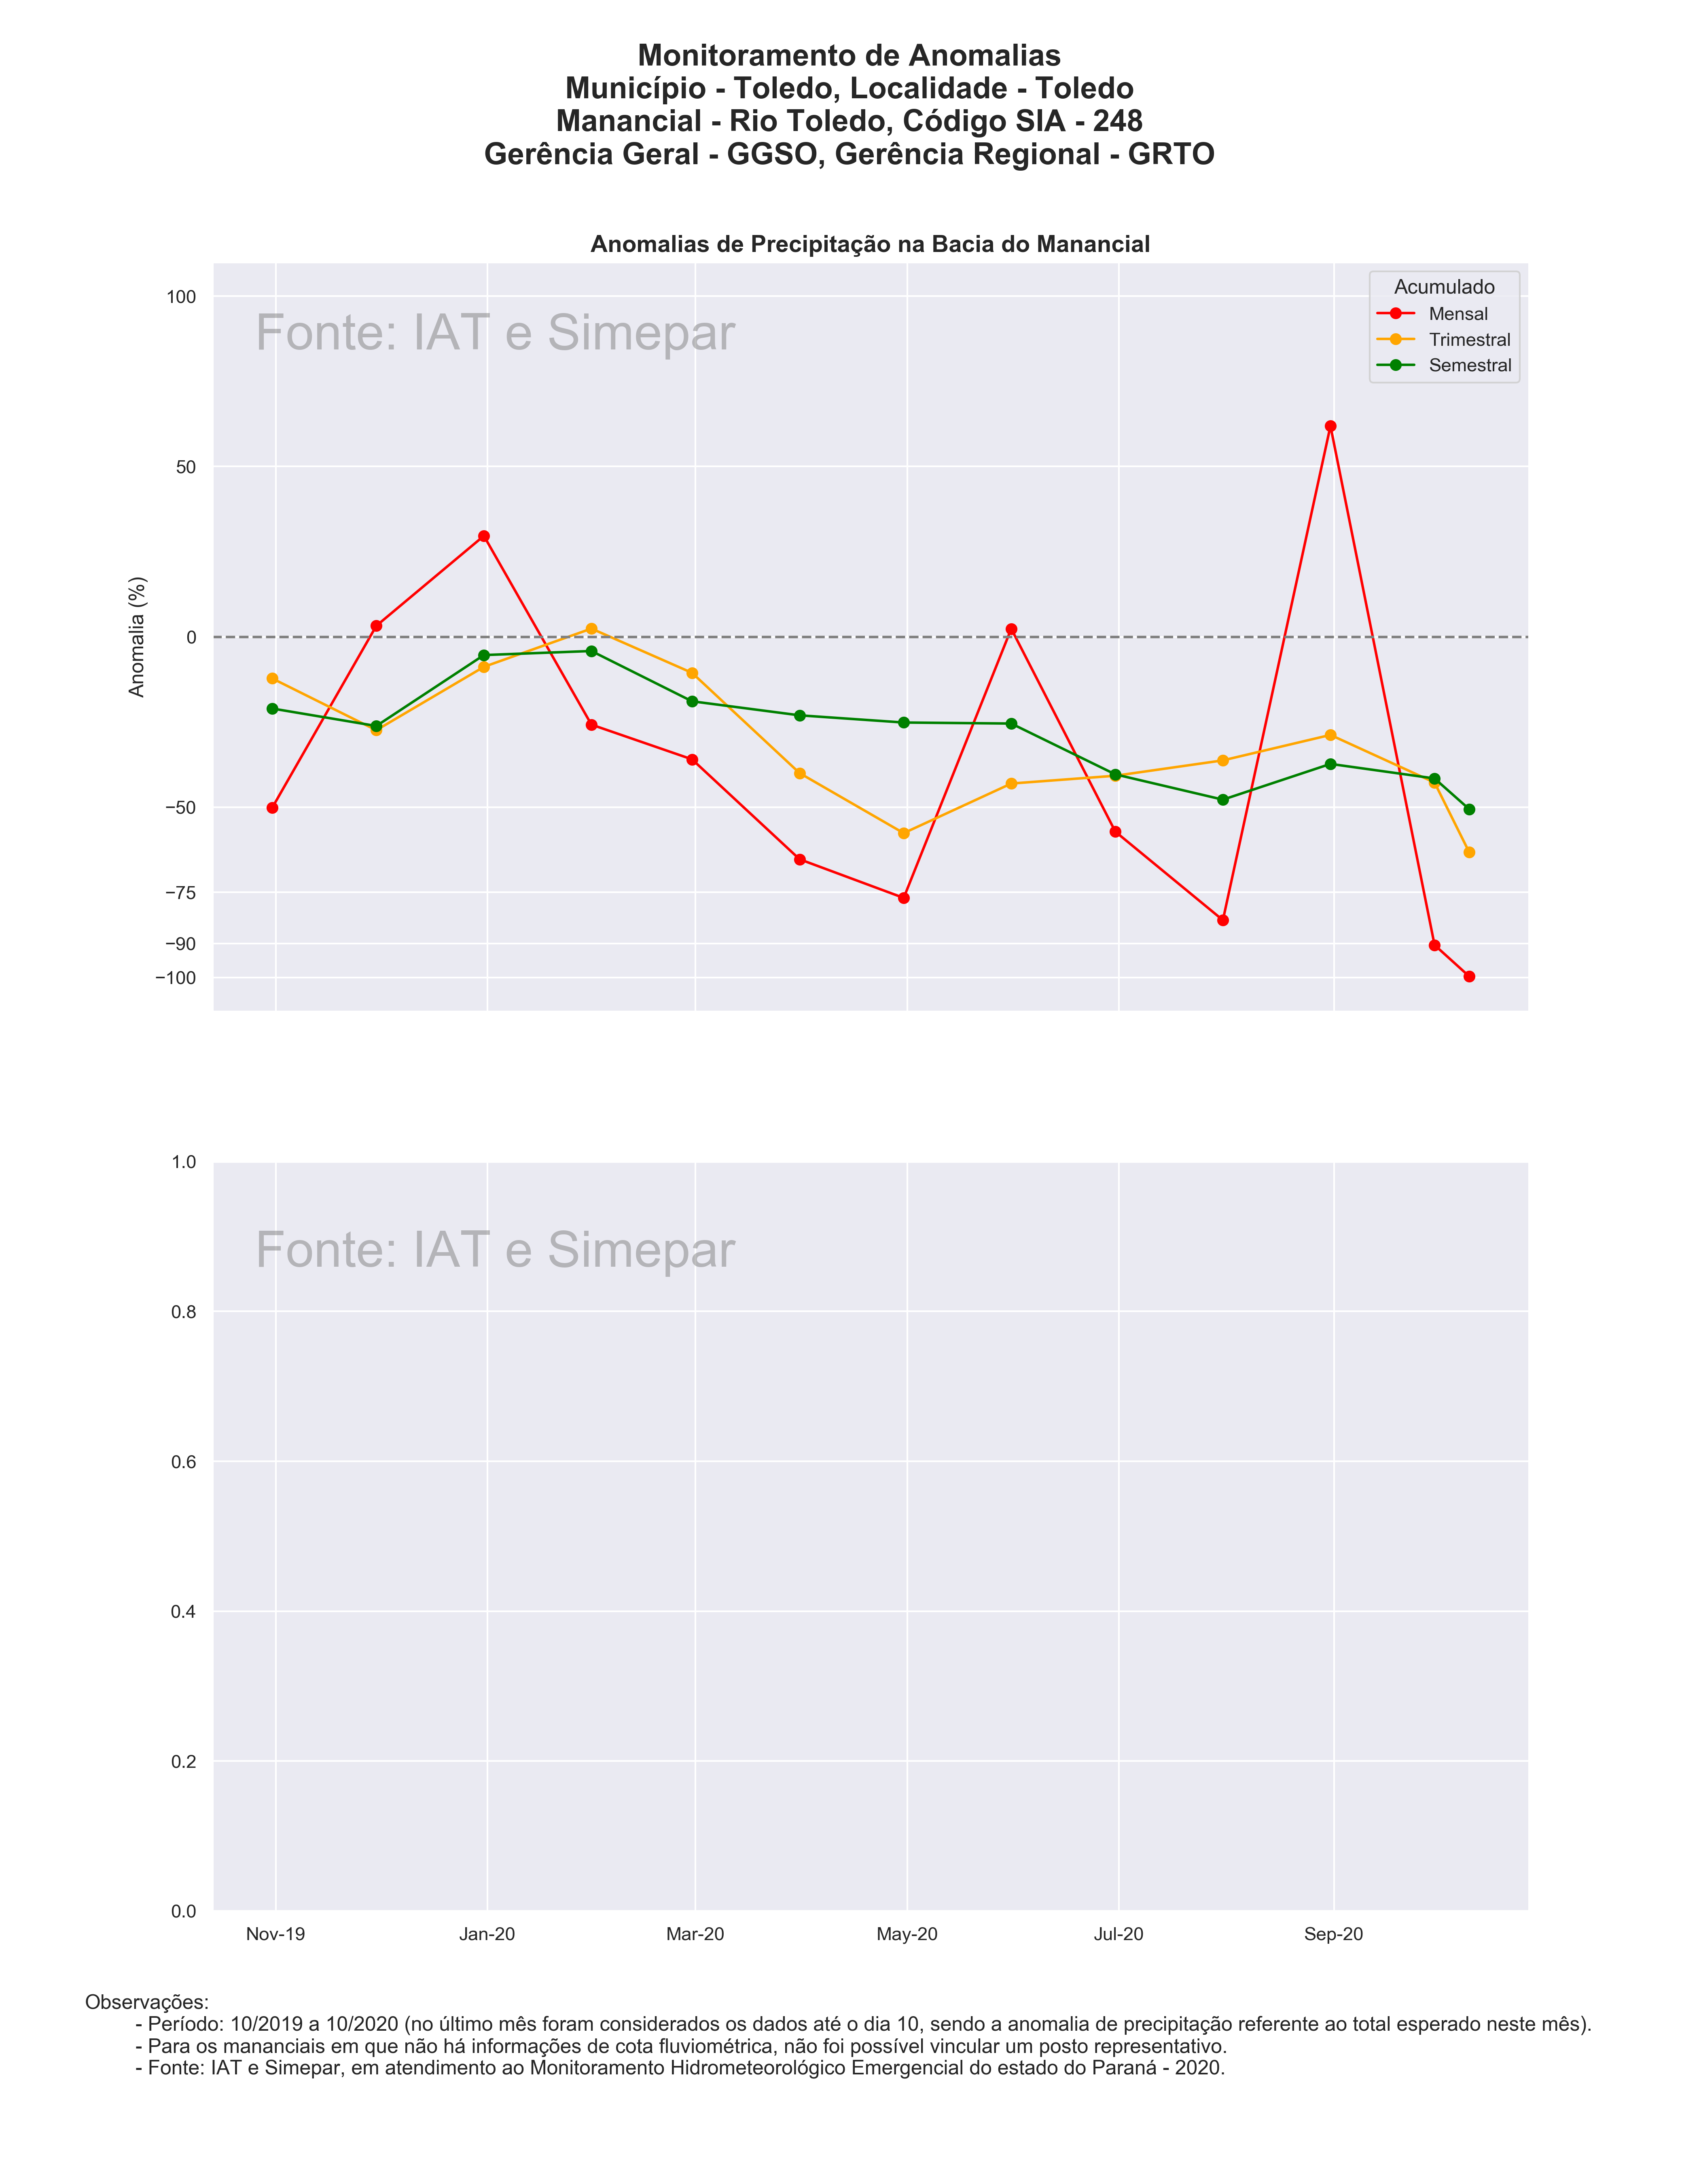 Monitoramento de Anomalias
Município - Toledo, Localidade - Toledo
Manancial - Rio Toledo, Código SIA - 248
Gerência Geral - GGSO, Gerência Regional - GRTO
Anomalias de Precipitação na Bacia do Manancial
Fonte: IAT e Simepar
Acumulado
Mensal
Trimestral
Semestral
Anomalia (%)
100
50
0
−50
−75
−90
−100
Fonte: IAT e Simepar
1.0
0.8
0.6
0.4
0.2
0.0
Nov-19 Jan-20 Mar-20 May-20 Jul-20 Sep-20
Observações:
- Período: 10/2019 a 10/2020 (no último mês foram considerados os dados até o dia 10, sendo a anomalia de precipitação referente ao total esperado neste mês).
- Para os mananciais em que não há informações de cota fluviométrica, não foi possível vincular um posto representativo.
- Fonte: IAT e Simepar, em atendimento ao Monitoramento Hidrometeorológico Emergencial do estado do Paraná - 2020.